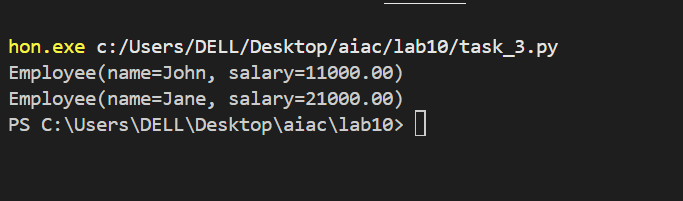 hon.exe c:/Users/DELL/Desktop/aiac/lab10/task_3.py
Employee(name=John, salary=11000.00)
Employee(name=Jane, salary=21000.00)
PS C:\Users\DELL\Desktop\aiac\lab10>